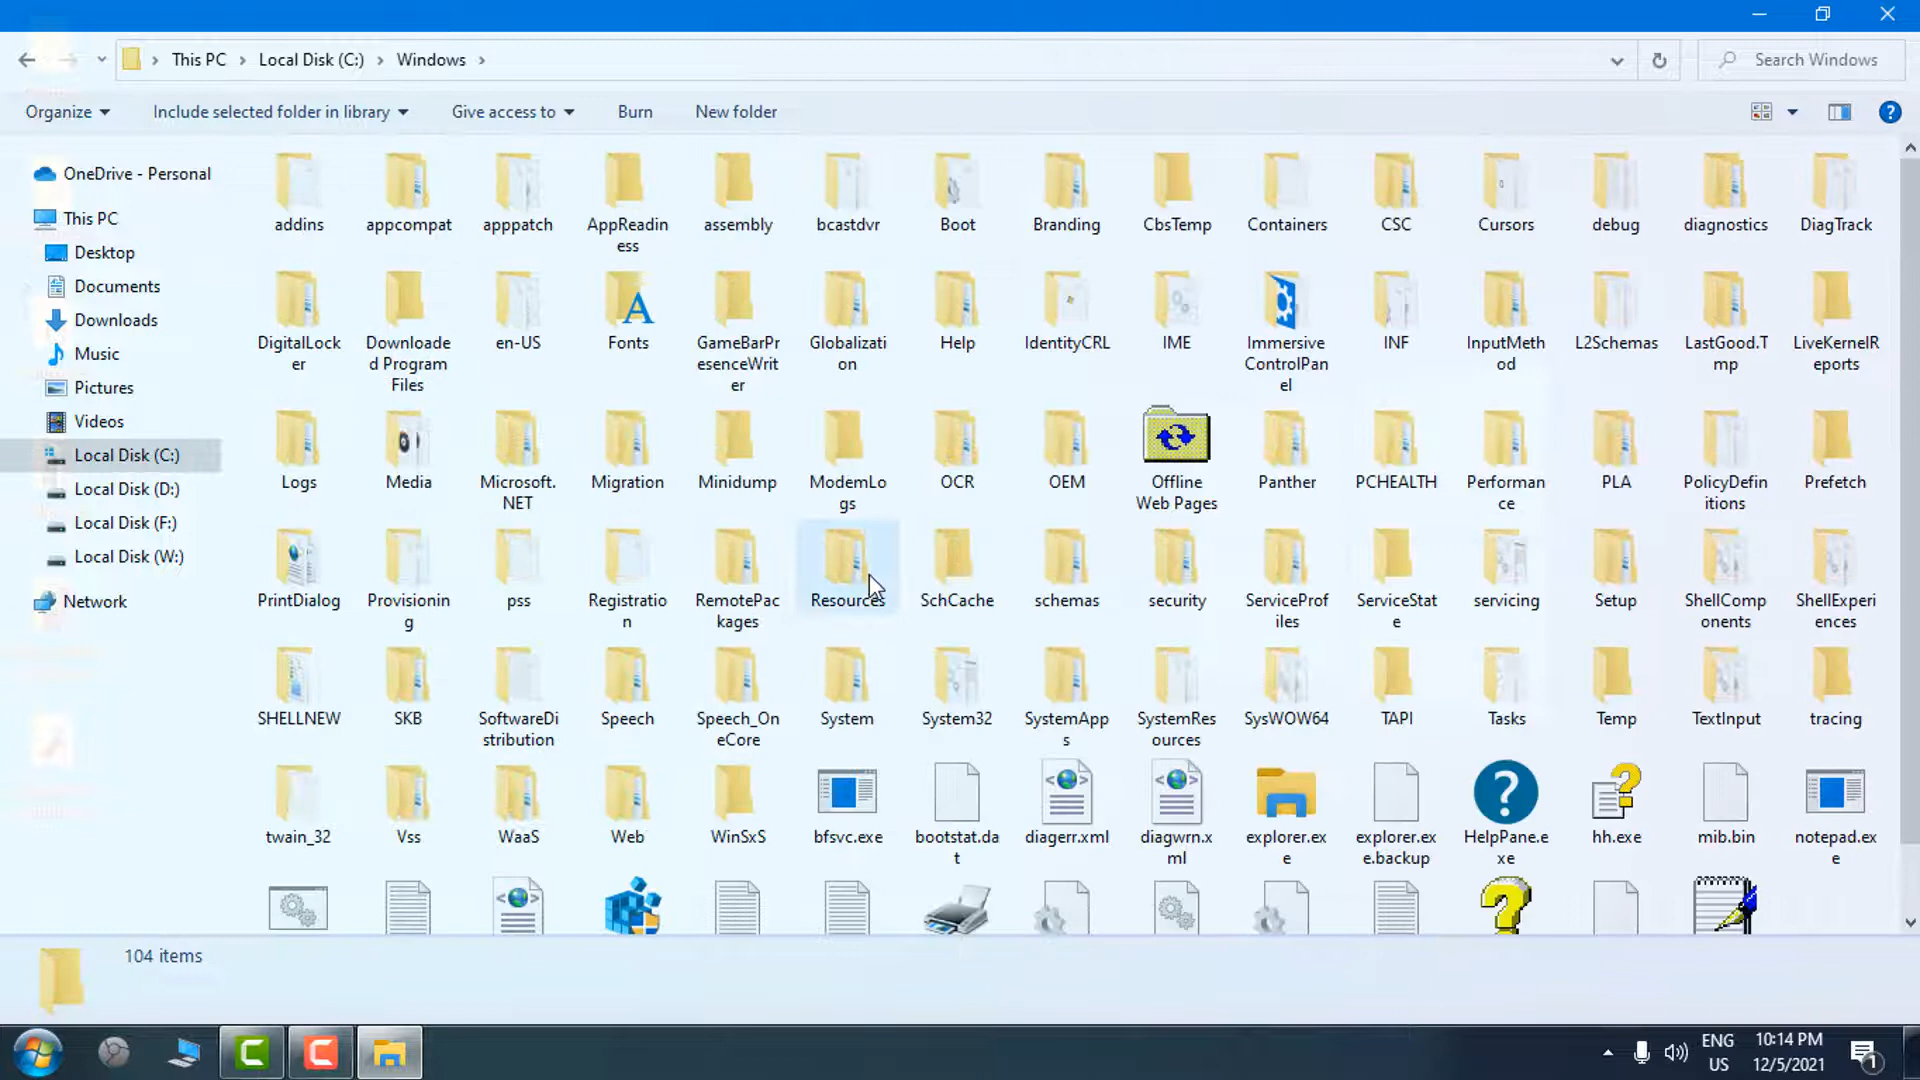 This PC > Local Disk (C:) > Windows >
Search Windows
Organize
Include selected folder in library
Give access to
Burn
New folder
OneDrive - Personal
This PC
Desktop
Documents
Downloads
Music
Pictures
Videos
Local Disk (C:)
Local Disk (D:)
Local Disk (F:)
Local Disk (W:)
Network
addins
appcompat
apppatch
AppReadin
ess
assembly
bcastdvr
Boot
Branding
CbsTemp
Containers
CSC
Cursors
debug
diagnostics
DiagTrack
DigitalLock
er
Downloade
d Program
Files
en-US
Fonts
GameBarPr
esenceWrit
er
Globalizati
on
Help
IdentityCRL
IME
Immersive
ControlPan
el
INF
InputMeth
od
L2Schemas
LastGood.T
mp
LiveKernelR
eports
Logs
Media
Microsoft.
NET
Migration
Minidump
ModemLo
gs
OCR
OEM
Offline
Web Pages
Panther
PCHEALTH
Performan
ce
PLA
PolicyDefin
itions
Prefetch
PrintDialog
Provisionin
g
pss
Registratio
n
RemotePac
kages
Resources
SchCache
schemas
security
ServiceProf
iles
ServiceStat
e
servicing
Setup
ShellComp
onents
ShellExperi
ences
SHELLNEW
SKB
SoftwareDi
stribution
Speech
Speech_On
eCore
System
System32
SystemApp
s
SystemRes
ources
SysWOW64
TAPI
Tasks
Temp
TextInput
tracing
twain_32
Vss
WaaS
Web
WinSxS
bfsvc.exe
bootstat.da
t
diagerr.xml
diagwrn.x
ml
explorer.ex
e
explorer.ex
e.backup
HelpPane.e
xe
hh.exe
mib.bin
notepad.ex
e
104 items
ENG
US
10:14 PM
12/5/2021
1